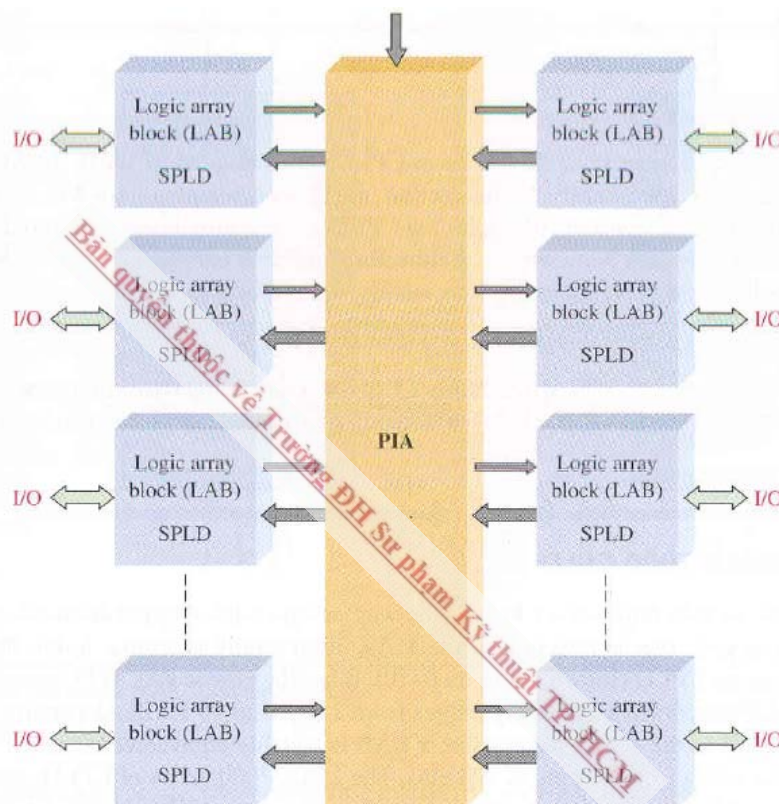 Logic array
block (LAB)
SPLD
I/O
Logic array
block (LAB)
SPLD
I/O
Logic array
block (LAB)
SPLD
I/O
Logic array
block (LAB)
SPLD
I/O
PIA
Logic array
block (LAB)
SPLD
I/O
Logic array
block (LAB)
SPLD
I/O
Logic array
block (LAB)
SPLD
I/O
Logic array
block (LAB)
SPLD
I/O
Bản quyền thuộc về Trường ĐH Sư phạm Kỹ thuật TP. HCM